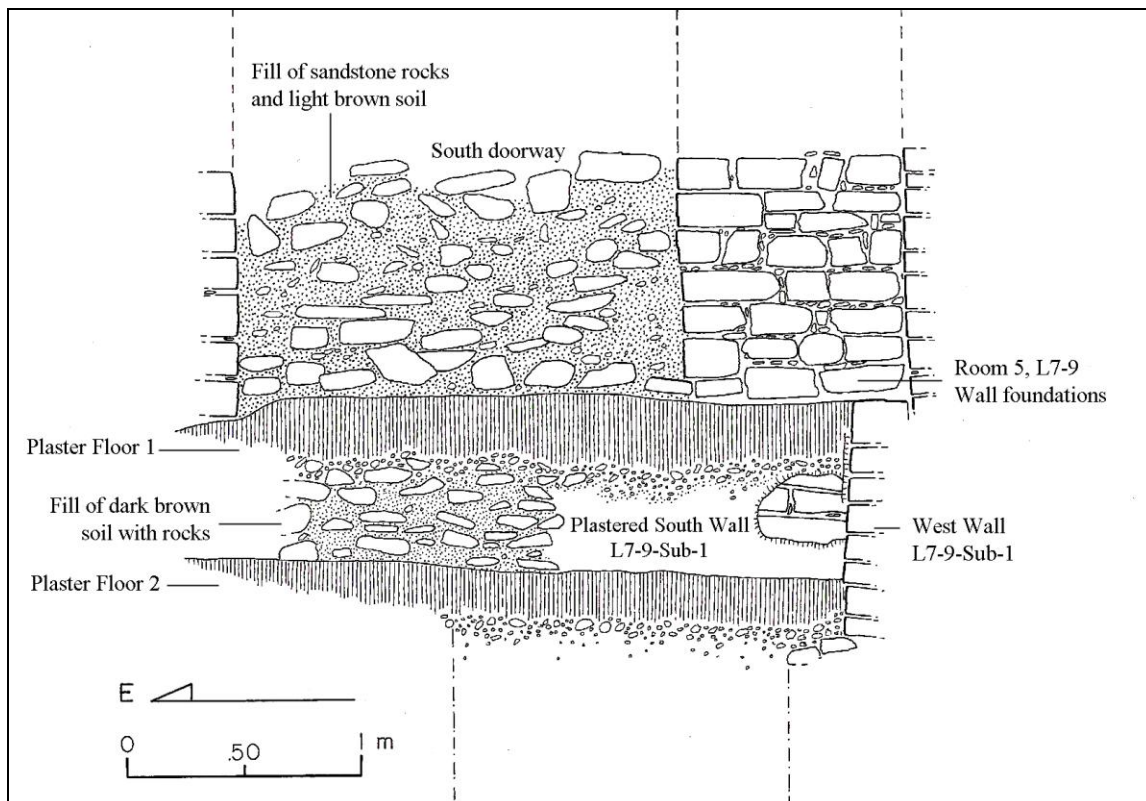 Fill of sandstone rocks
and light brown soil
South doorway
Room 5, L7-9
Wall foundations
Plaster Floor 1
Fill of dark brown
soil with rocks
Plastered South Wall
L7-9-Sub-1
West Wall
L7-9-Sub-1
Plaster Floor 2
E
0 .50 1 m